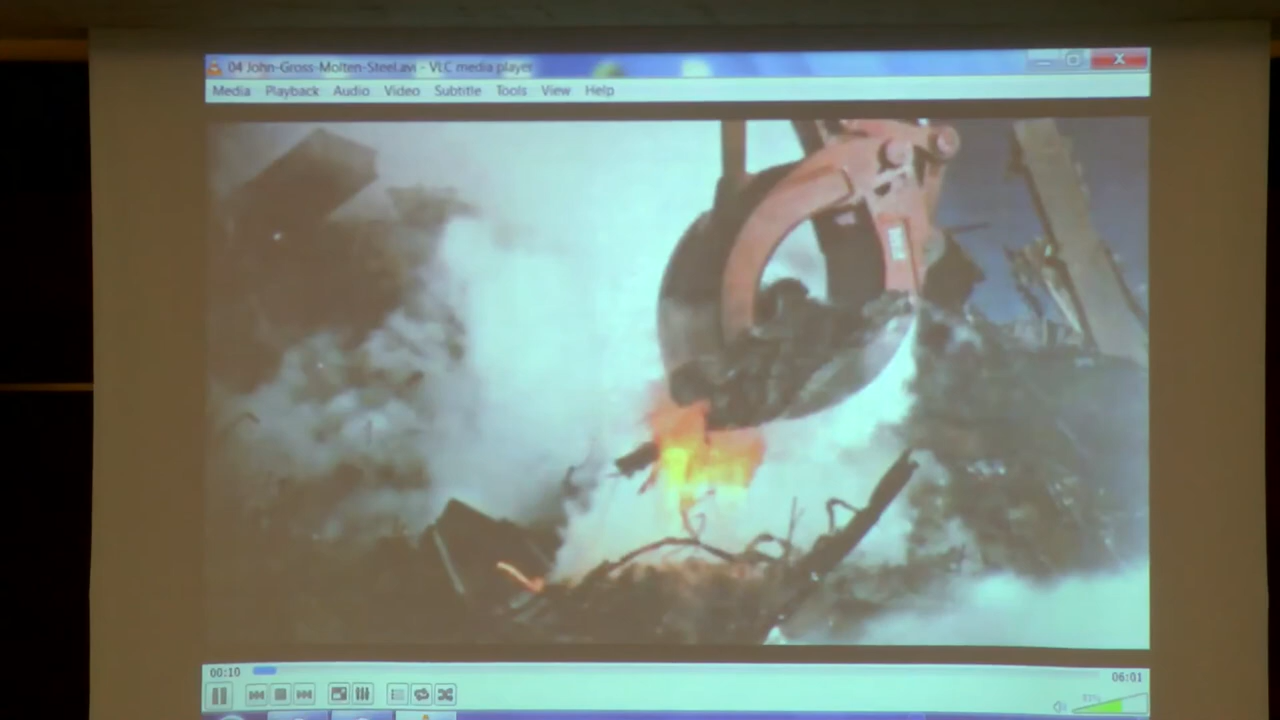 04 John-Gross-Molten-Steel.avi - VLC media player
Media Playback Audio Video Subtitle Tools View Help
00:10
06:01